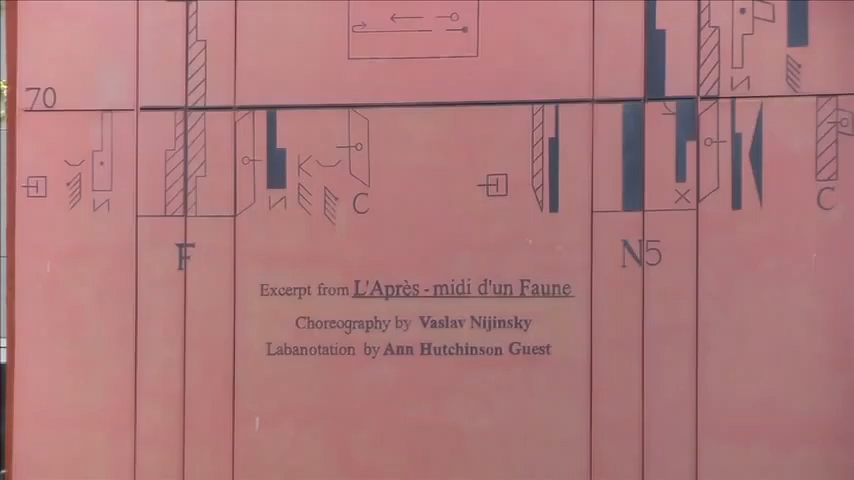 70
K
C
C
F
N5
Excerpt from L'Après - midi d'un Faune
Choreography by Vaslav Nijinsky
Labanotation by Ann Hutchinson Guest